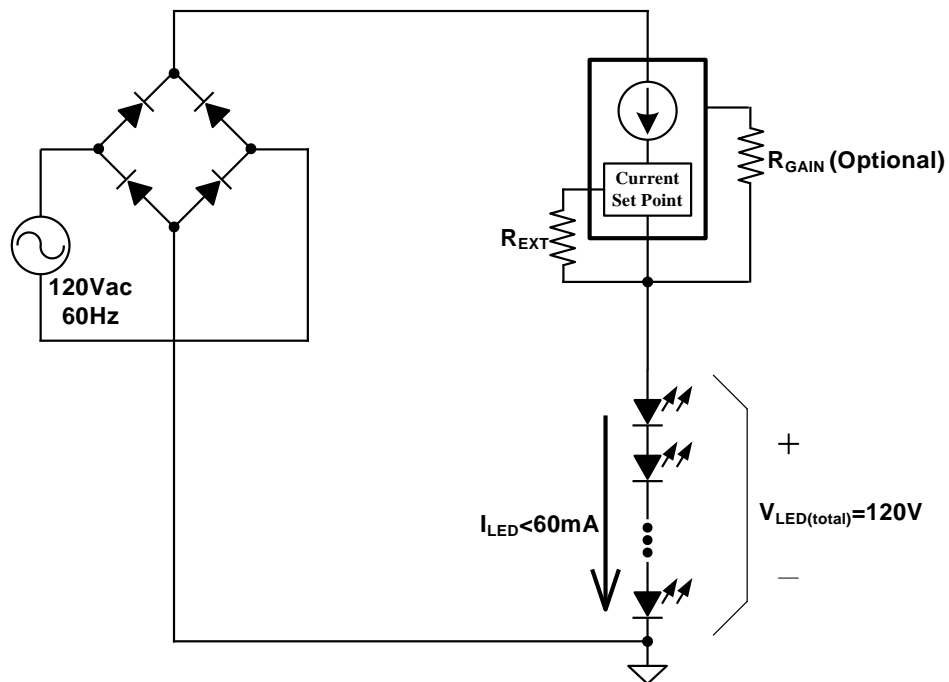 Current
Set Point
R_GAIN (Optional)
R_EXT
120Vac
60Hz
+
I_LED<60mA
V_LED(total)=120V
–